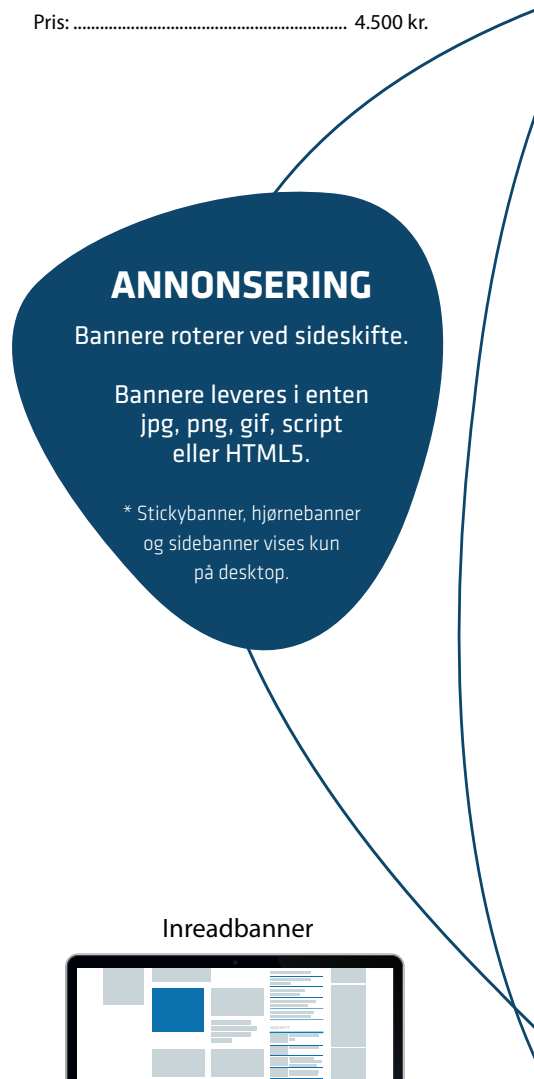 Pris: ............................................................... 4.500 kr.
ANNONSERING
Bannere roterer ved sideskifte.
Bannere leveres i enten
jpg, png, gif, script
eller HTML5.
* Stickybanner, hjørnebanner
og sidebanner vises kun
på desktop.
Inreadbanner